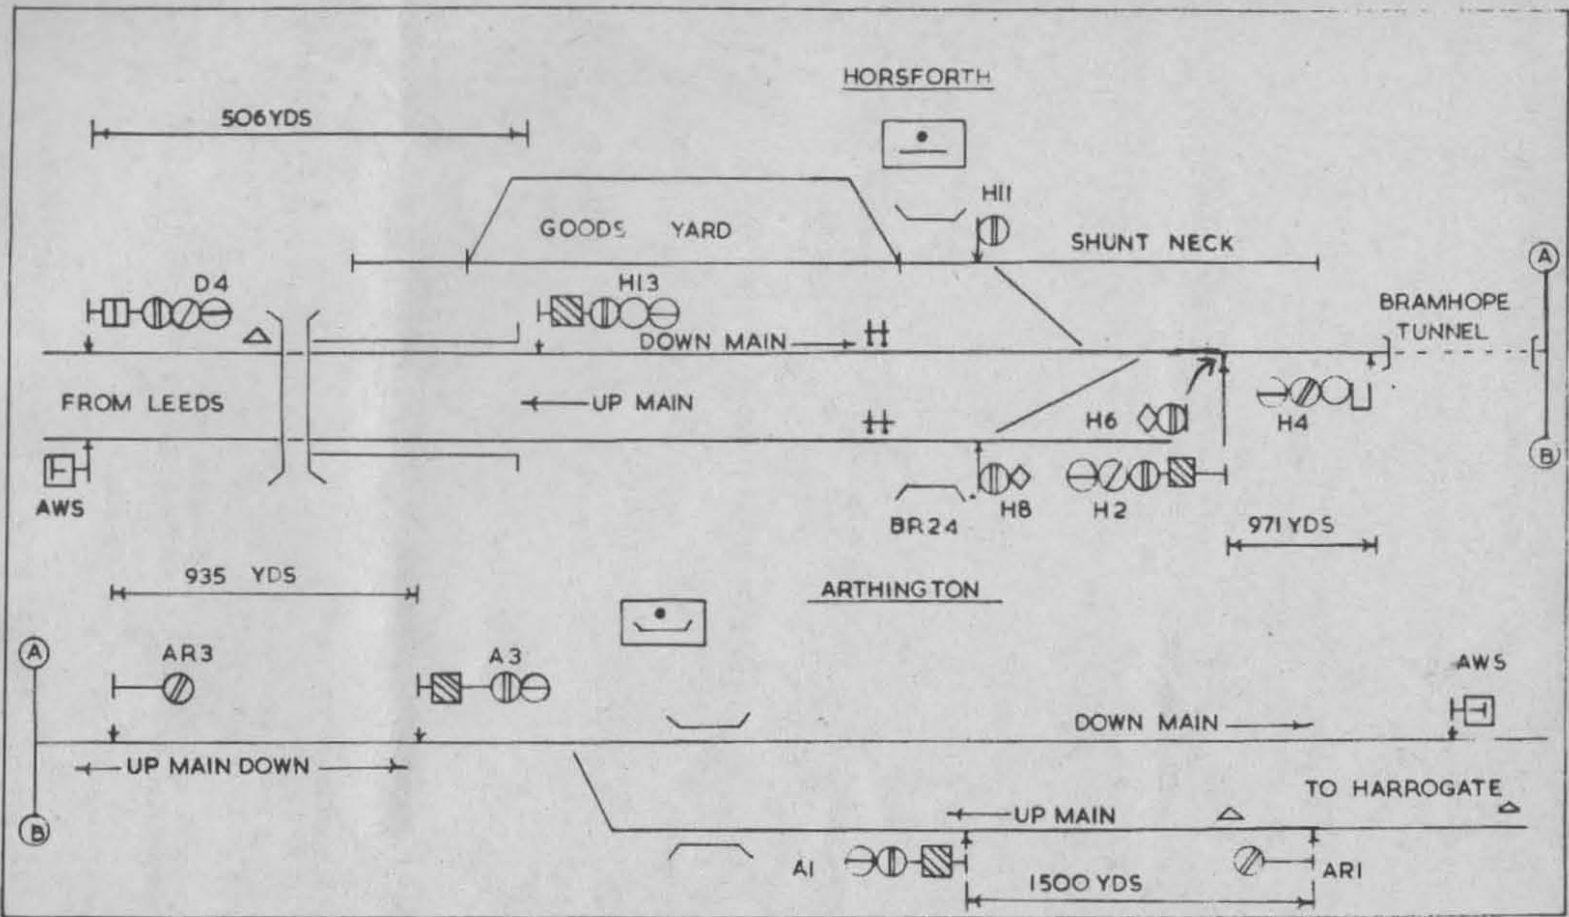 HORSFORTH
506 YDS
H11
GOODS YARD
SHUNT NECK
A
D4
H13
BRAMHOPE
TUNNEL
DOWN MAIN
FROM LEEDS
UP MAIN
H6
H4
B
AWS
BR24
H8
H2
971 YDS
935 YDS
ARTHINGTON
A
AR3
A3
AWS
DOWN MAIN
UP MAIN DOWN
TO HARROGATE
B
UP MAIN
A1
AR1
1500 YDS